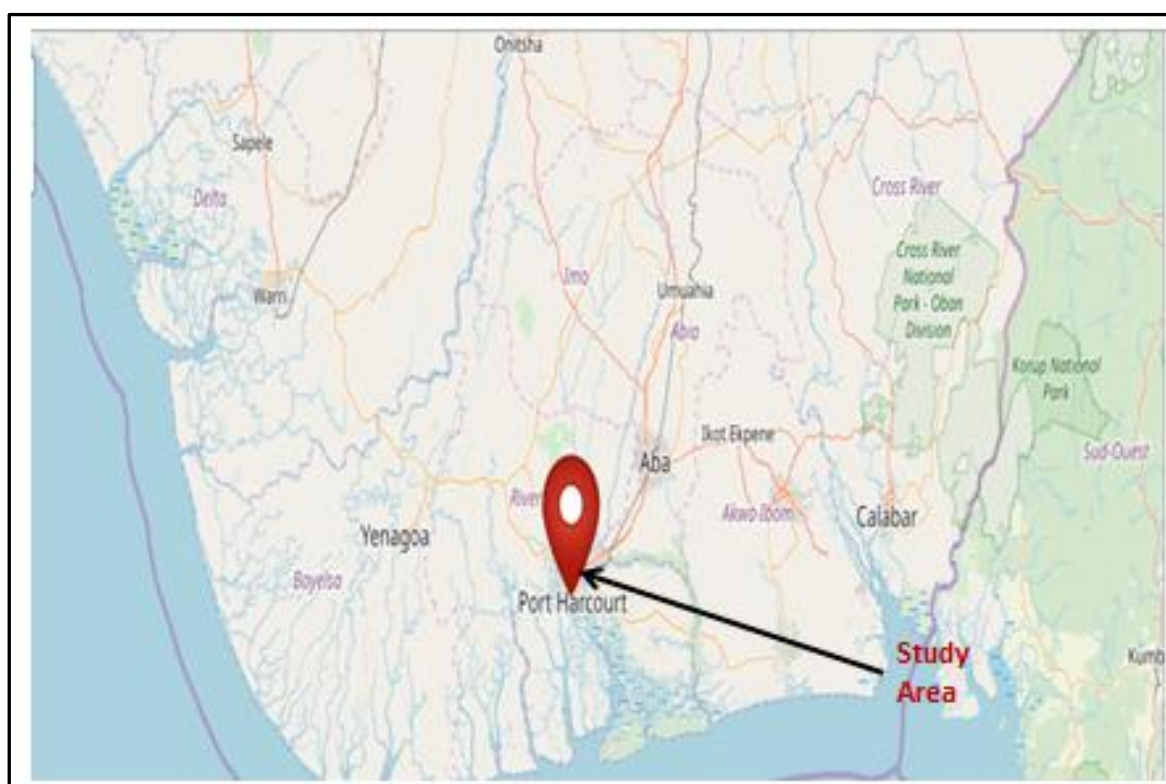 Onitsha
Sapele
Delta
Cross River
Cross River
National
Park - Oban
Division
Imo
Warri
Umuahia
Abia
Korup National
Park
Ikot Ekpene
Aba
Sud-Ouest
River
Akwa Ibom
Calabar
Yenagoa
Bayelsa
Port Harcourt
Study
Area
Kumb